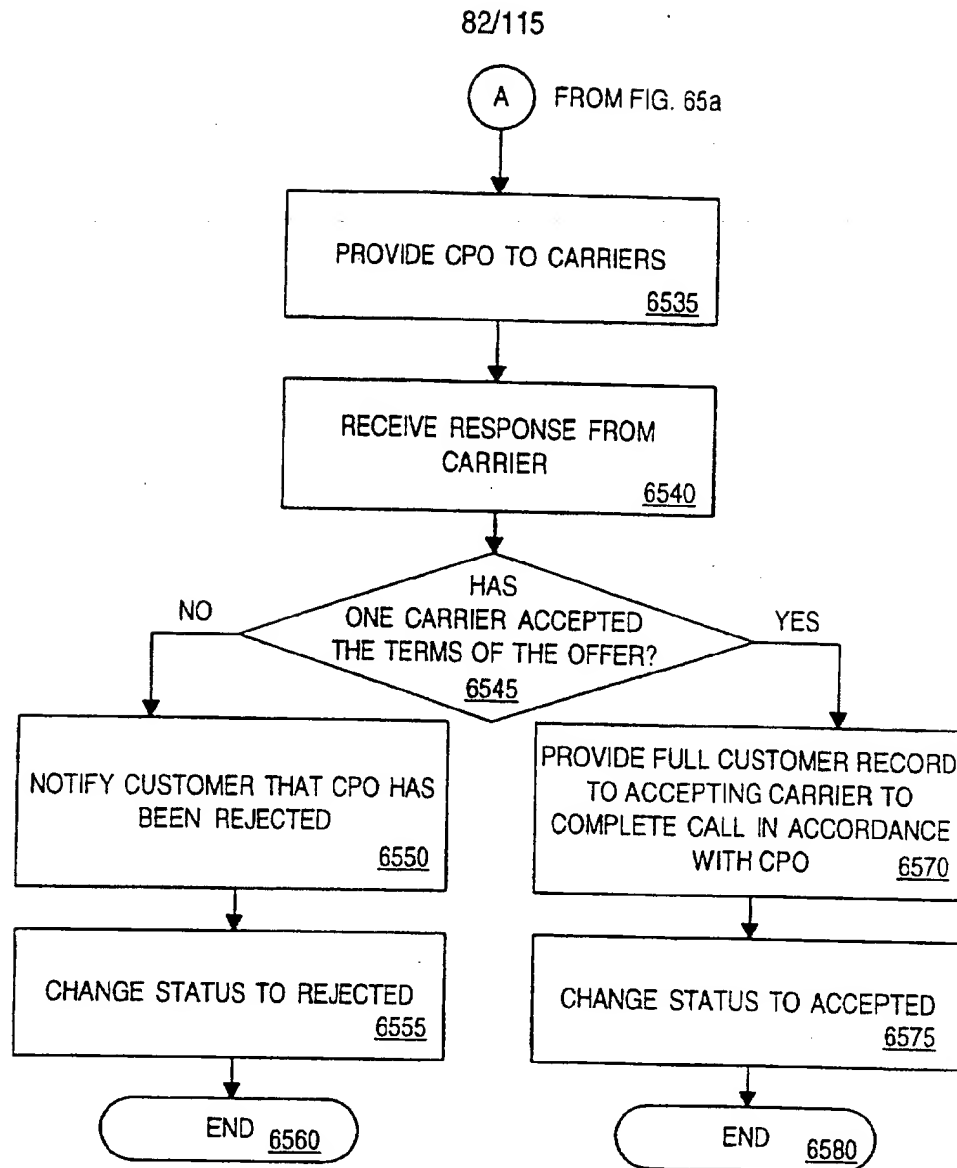 82/115
A FROM FIG. 65a
PROVIDE CPO TO CARRIERS
6535
RECEIVE RESPONSE FROM
CARRIER
6540
HAS
ONE CARRIER ACCEPTED
THE TERMS OF THE OFFER?
6545
NO
YES
NOTIFY CUSTOMER THAT CPO HAS
BEEN REJECTED
6550
PROVIDE FULL CUSTOMER RECORD
TO ACCEPTING CARRIER TO
COMPLETE CALL IN ACCORDANCE
WITH CPO 6570
CHANGE STATUS TO REJECTED
6555
CHANGE STATUS TO ACCEPTED
6575
END 6560
END 6580